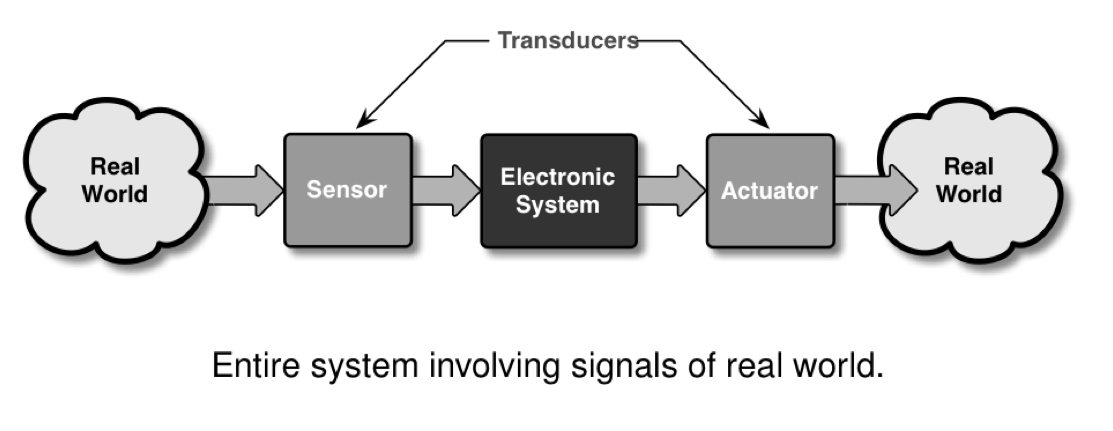 Transducers
Real
World
Sensor
Electronic
System
Actuator
Real
World
Entire system involving signals of real world.